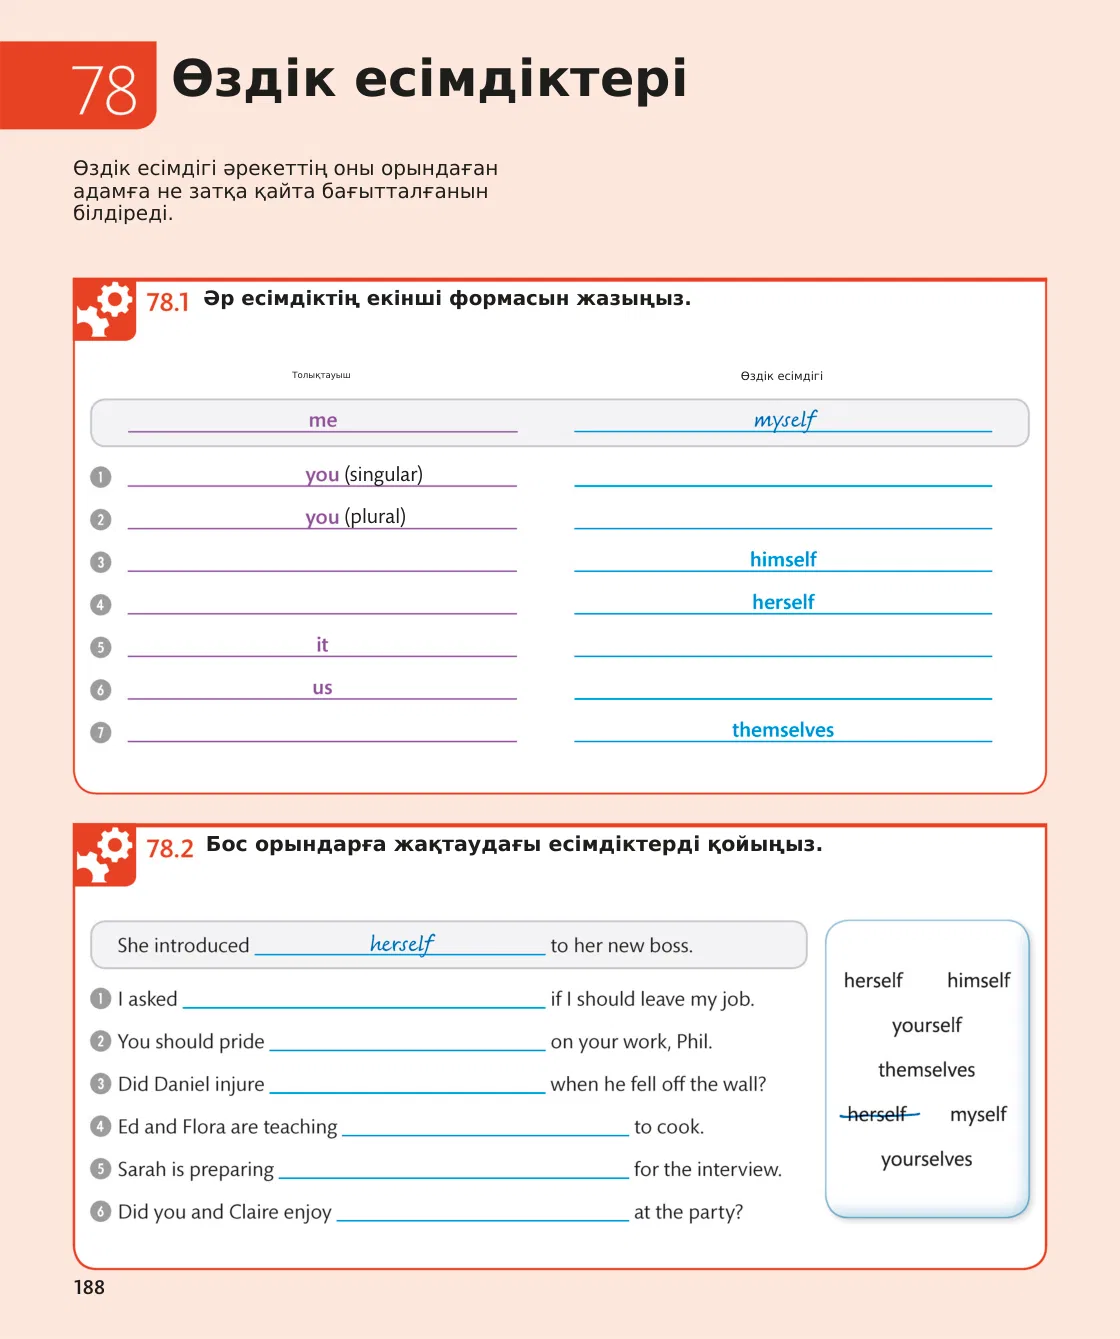 78 Өздік есімдіктері
Өздік есімдігі әрекеттің оны орындаған
адамға не затқа қайта бағытталғанын
білдіреді.
78.1 Әр есімдіктің екінші формасын жазыңыз.
Толықтауыш Өздік есімдігі
me myself
1 you (singular)
2 you (plural)
3 himself
4 herself
5 it
6 us
7 themselves
78.2 Бос орындарға жақтаудағы есімдіктерді қойыңыз.
She introduced herself to her new boss.
1 I asked if I should leave my job.
2 You should pride on your work, Phil.
3 Did Daniel injure when he fell off the wall?
4 Ed and Flora are teaching to cook.
5 Sarah is preparing for the interview.
6 Did you and Claire enjoy at the party?
herself himself
yourself
themselves
herself myself
yourselves
188